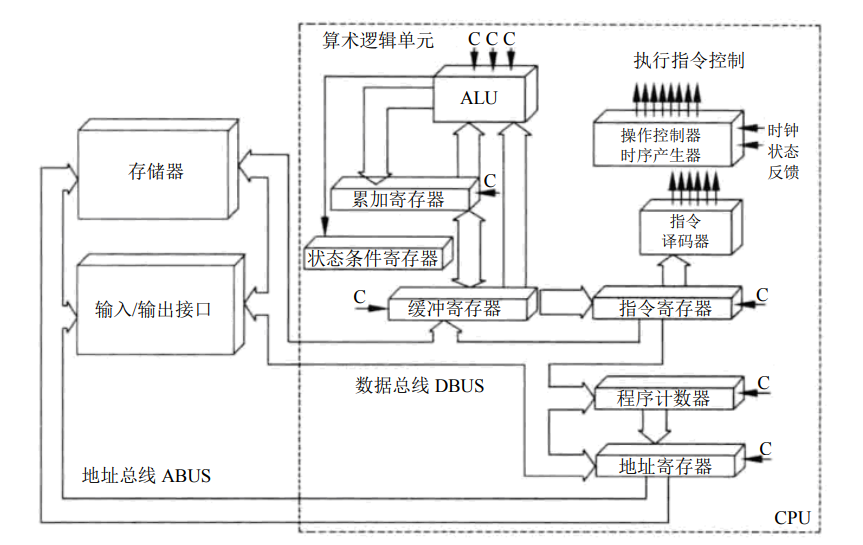 算术逻辑单元
C C C
ALU
执行指令控制
操作控制器
时序产生器
时钟
状态
反馈
存储器
累加寄存器
C
指令
译码器
状态条件寄存器
输入/输出接口
C
缓冲寄存器
指令寄存器
C
数据总线 DBUS
程序计数器
C
地址总线 ABUS
地址寄存器
C
CPU